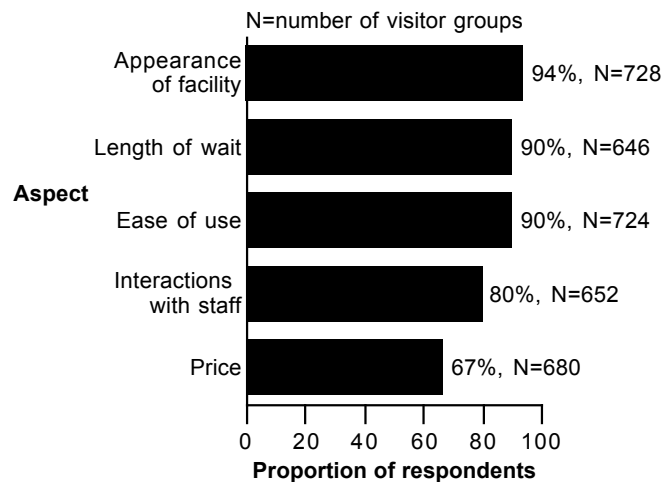 N=number of visitor groups
Appearance
of facility
94%, N=728
Length of wait
90%, N=646
Aspect
Ease of use
90%, N=724
Interactions
with staff
80%, N=652
Price
67%, N=680
0 20 40 60 80 100
Proportion of respondents